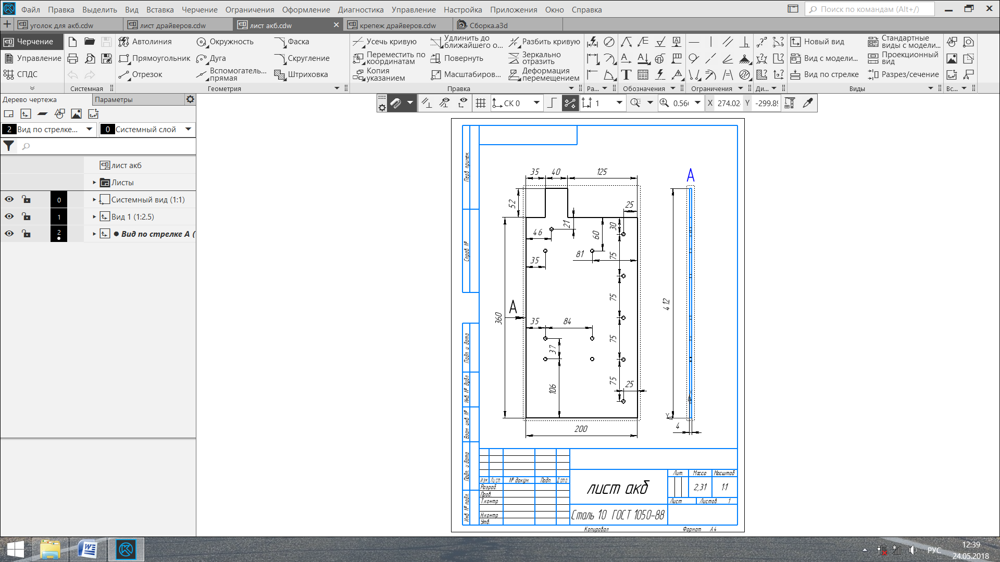 Файл Правка Выделить Вид Вставка Черчение Ограничения Оформление Диагностика Управление Настройка Приложения Окно Справка Поиск по командам (Alt+/)
уголок для акб.cdw лист драйверов.cdw лист акб.cdw крепеж драйверов.cdw Сборка.a3d
Черчение
Управление
СПДС
Системная
Автолиния Окружность Фаска
Прямоугольник Дуга Скругление
Отрезок Вспомогатель... прямая Штриховка
Геометрия
Усечь кривую Удлинить до ближайшего о... Разбить кривую
Переместить по координатам Повернуть Зеркально отразить
Копия указанием Масштабиров... Деформация перемещением
Правка
Ра... Обозначения Ограничения Ди...
Новый вид Стандартные виды с модели...
Вид с модели... Проекционный вид
Вид по стрелке Разрез/сечение
Виды Вс...
Дерево чертежа Параметры
СК 0 1 0.56 X 274.02 Y -299.89
2 Вид по стрелке... 0 Системный слой
лист акб
Листы
0 Системный вид (1:1)
1 Вид 1 (1:2.5)
2 Вид по стрелке А (
Перв. примен.
Справ. №
Подп. и дата
Инв. № дубл.
Взам. инв. №
Подп. и дата
Инв. № подл.
35 40 125
А
52
25
21
30
46
60
81
75
35
75
412
А
360
35 84
75
37
75
106
25
Y
4
200
Изм. Лист № докум. Подп. Дата
Разраб.
Пров.
Т.контр.
Н.контр.
Утв.
лист акб
Сталь 10 ГОСТ 1050-88
Лит. Масса Масштаб
2,31 1:1
Лист Листов 1
Копировал Формат А4
РУС
12:39
24.05.2018